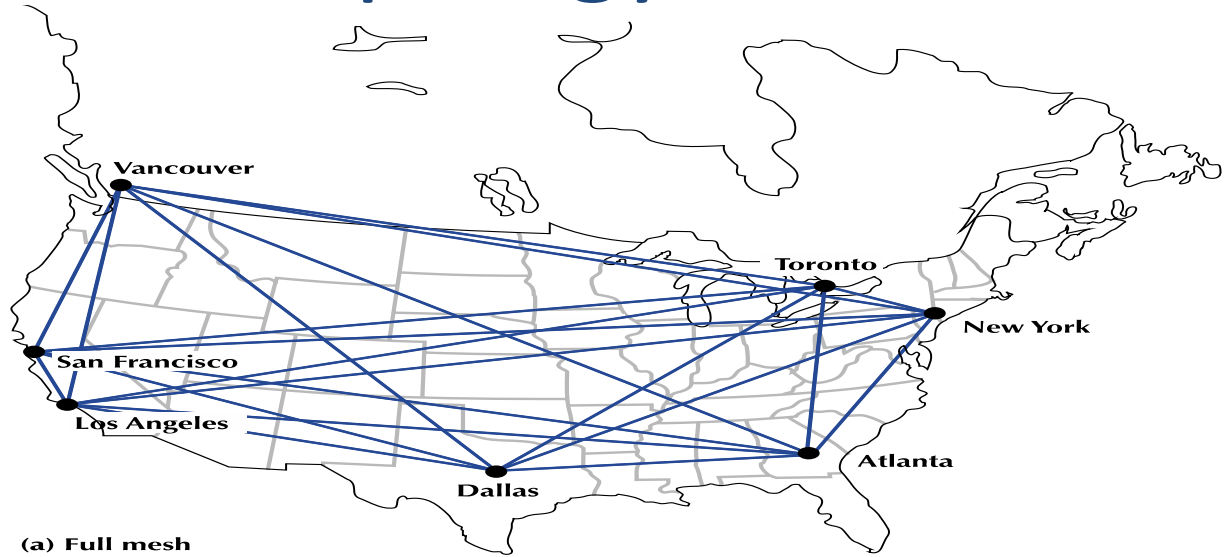 Vancouver
Toronto
New York
San Francisco
Los Angeles
Atlanta
Dallas
(a) Full mesh